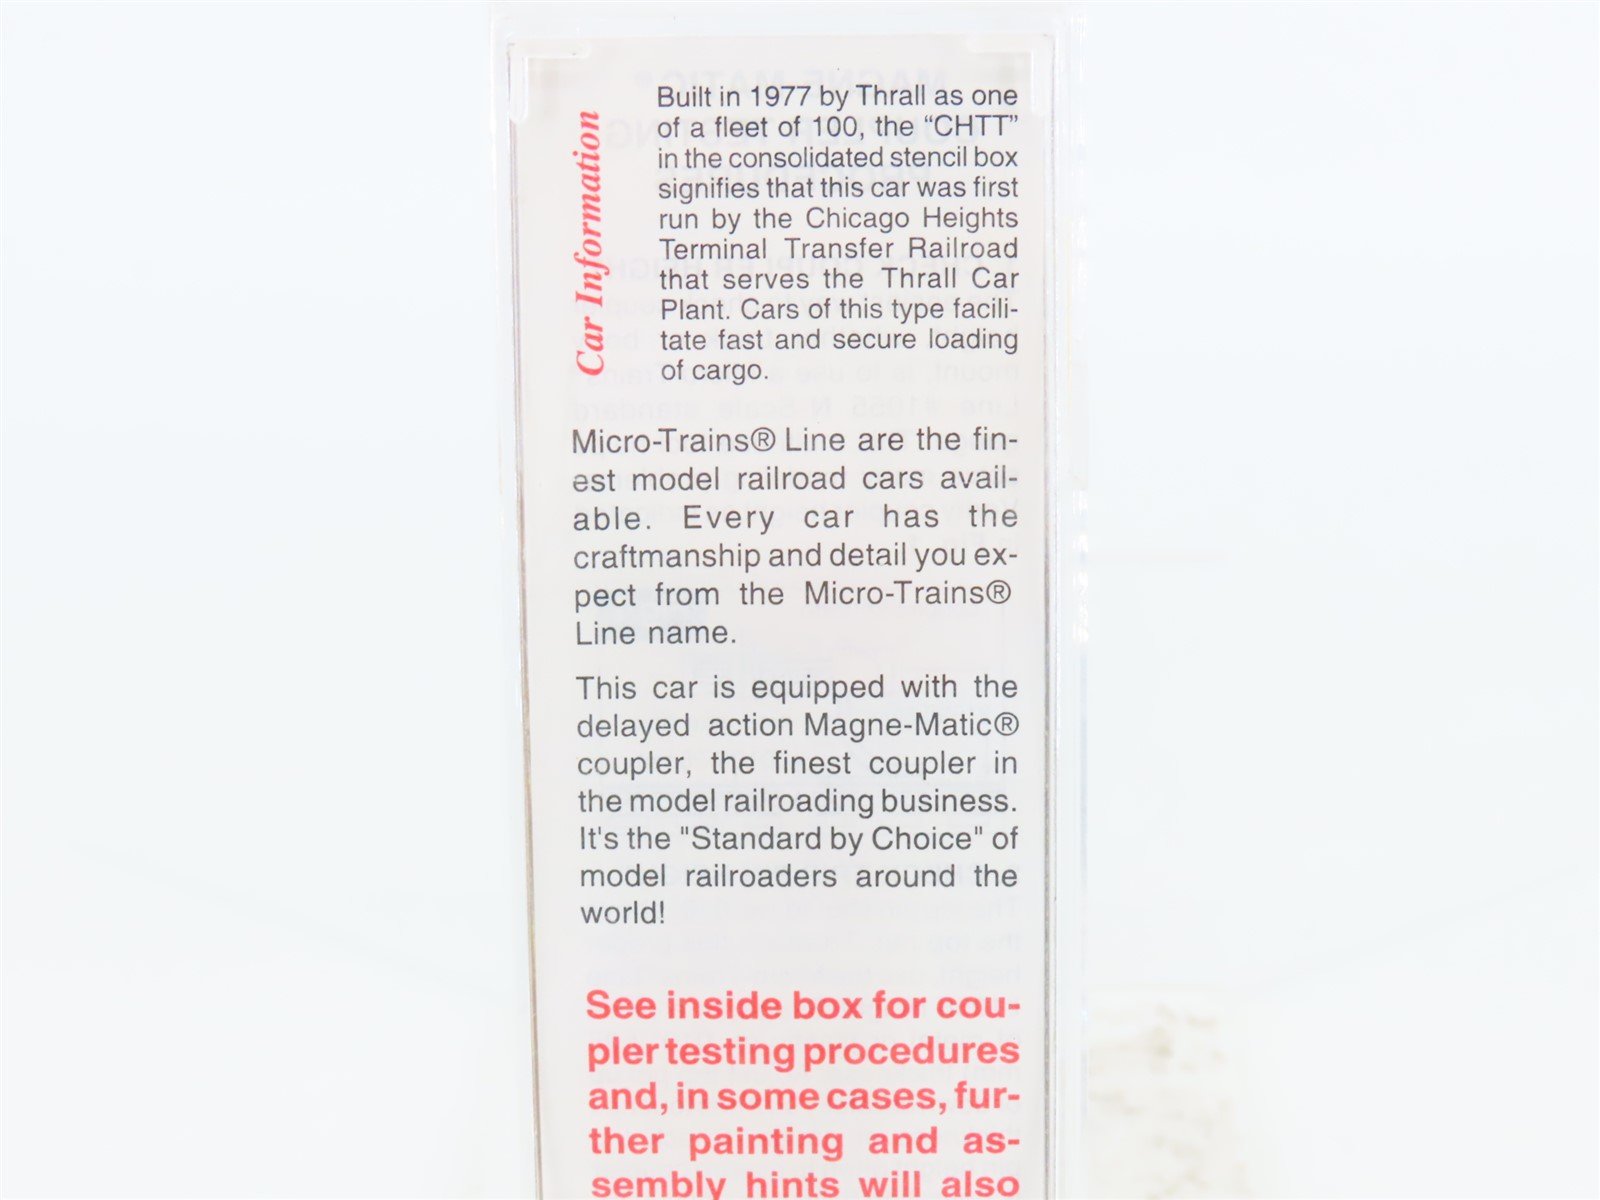 Car Information
Built in 1977 by Thrall as one
of a fleet of 100, the “CHTT”
in the consolidated stencil box
signifies that this car was first
run by the Chicago Heights
Terminal Transfer Railroad
that serves the Thrall Car
Plant. Cars of this type facili-
tate fast and secure loading
of cargo.
Micro-Trains® Line are the fin-
est model railroad cars avail-
able. Every car has the
craftmanship and detail you ex-
pect from the Micro-Trains®
Line name.
This car is equipped with the
delayed action Magne-Matic®
coupler, the finest coupler in
the model railroading business.
It's the "Standard by Choice" of
model railroaders around the
world!
See inside box for cou-
pler testing procedures
and, in some cases, fur-
ther painting and as-
sembly hints will also